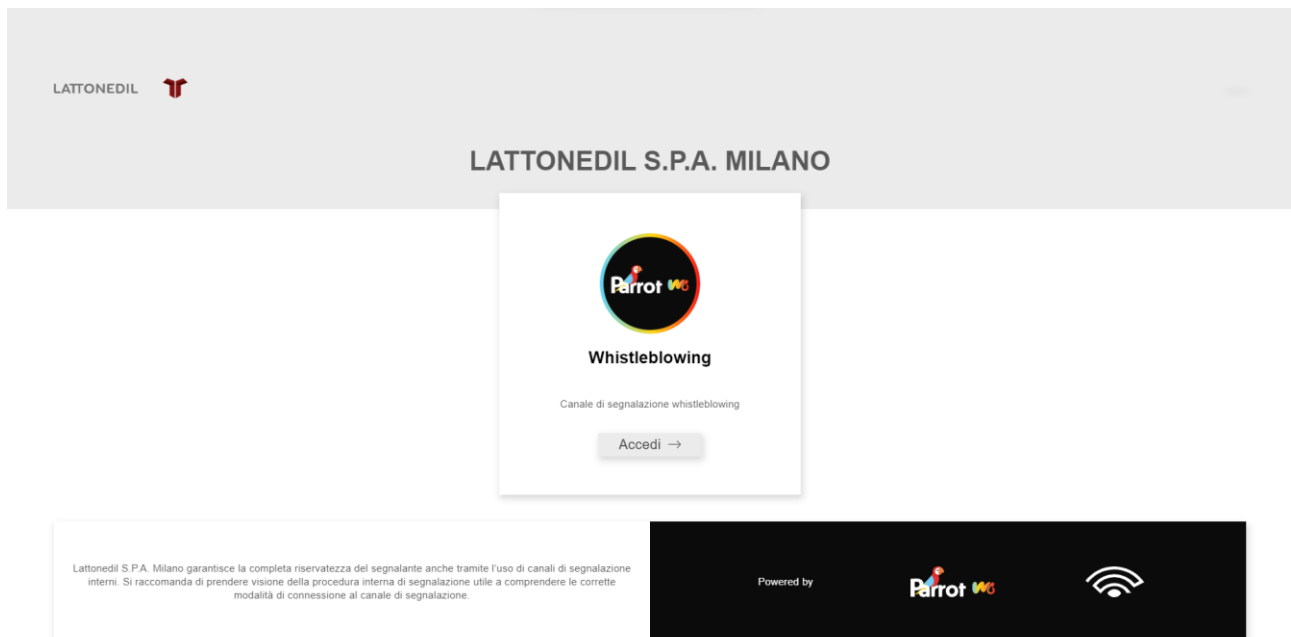 LATTONEDIL
LATTONEDIL S.P.A. MILANO
Parrot WB
Whistleblowing
Canale di segnalazione whistleblowing
Accedi →
Lattonedil S.P.A. Milano garantisce la completa riservatezza del segnalante anche tramite l'uso di canali di segnalazione
interni. Si raccomanda di prendere visione della procedura interna di segnalazione utile a comprendere le corrette
modalità di connessione al canale di segnalazione.
Powered by
Parrot WB